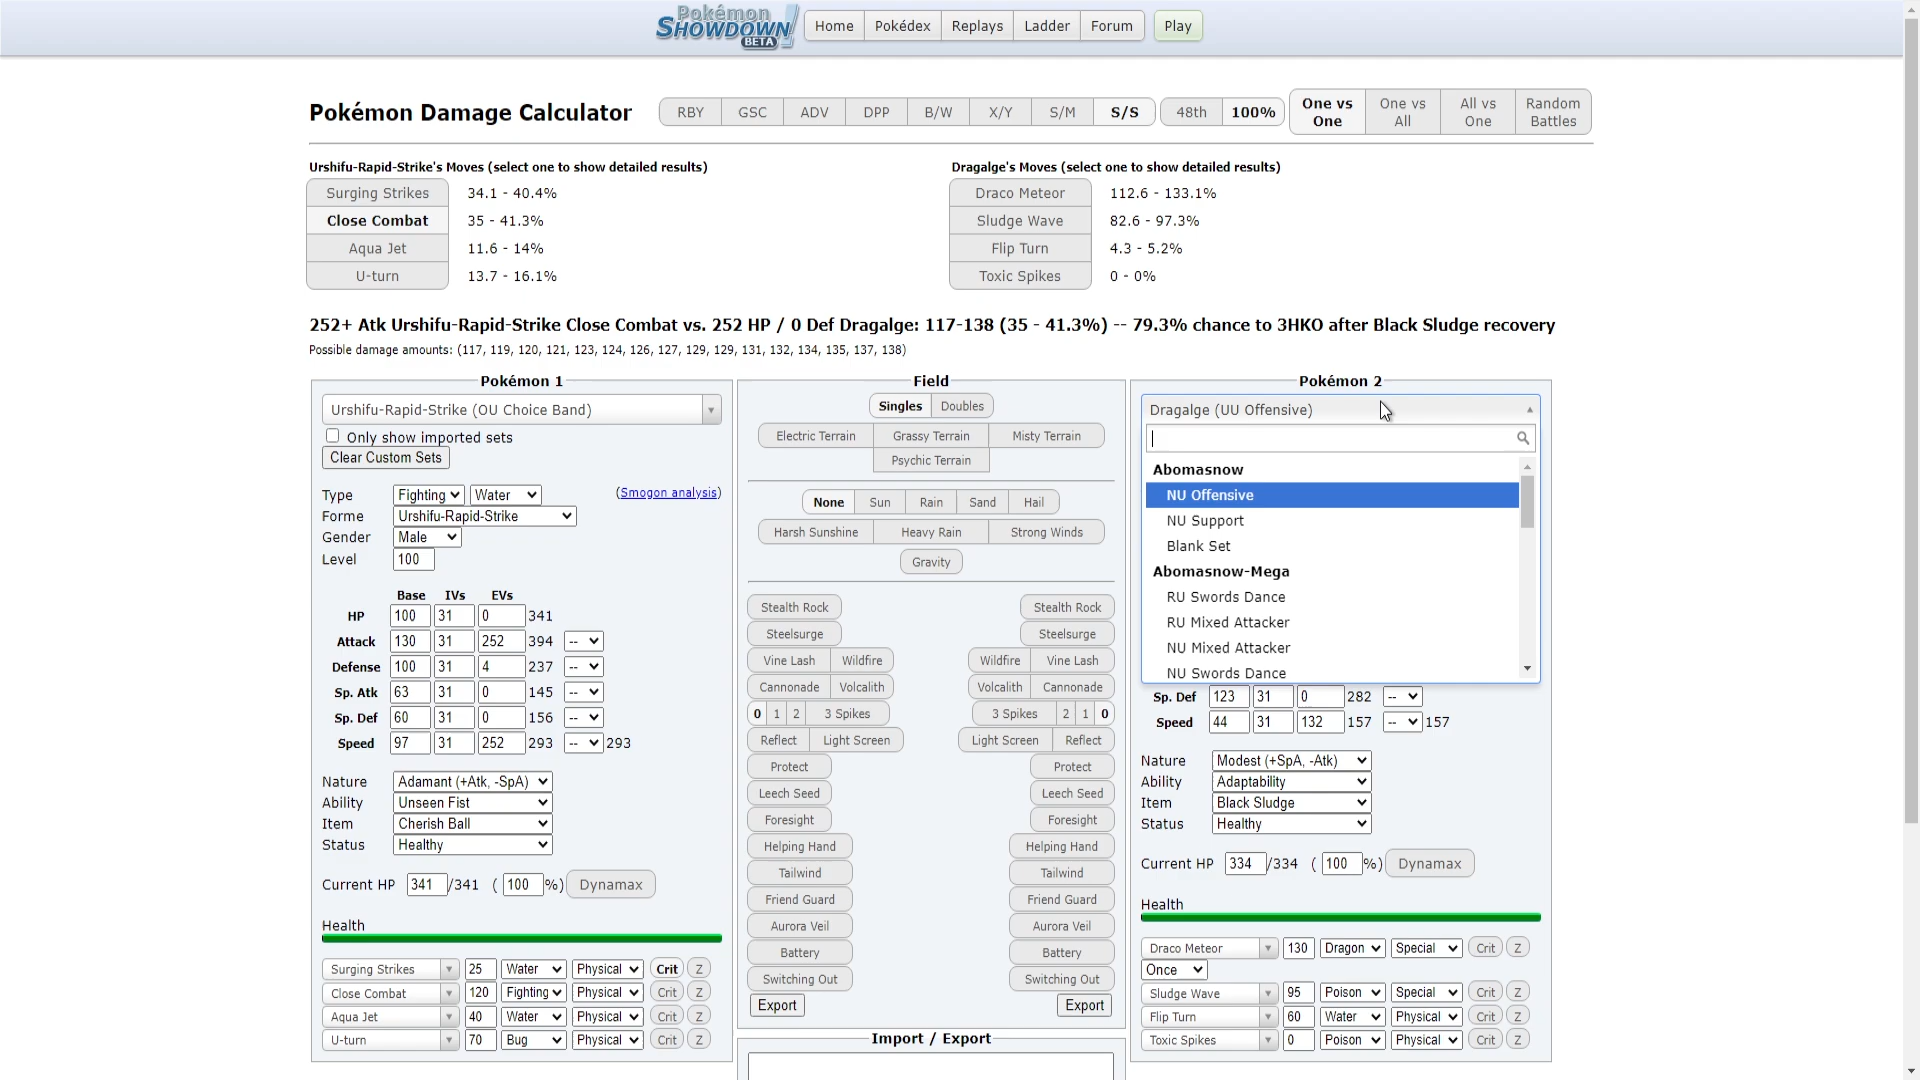 Pokémon SHOWDOWN! BETA Home Pokédex Replays Ladder Forum Play
Pokémon Damage Calculator RBY GSC ADV DPP B/W X/Y S/M S/S 48th 100% One vs One One vs All All vs One Random Battles
Urshifu-Rapid-Strike's Moves (select one to show detailed results)
Surging Strikes 34.1 - 40.4%
Close Combat 35 - 41.3%
Aqua Jet 11.6 - 14%
U-turn 13.7 - 16.1%
Dragalge's Moves (select one to show detailed results)
Draco Meteor 112.6 - 133.1%
Sludge Wave 82.6 - 97.3%
Flip Turn 4.3 - 5.2%
Toxic Spikes 0 - 0%
252+ Atk Urshifu-Rapid-Strike Close Combat vs. 252 HP / 0 Def Dragalge: 117-138 (35 - 41.3%) -- 79.3% chance to 3HKO after Black Sludge recovery
Possible damage amounts: (117, 119, 120, 121, 123, 124, 126, 127, 129, 129, 131, 132, 134, 135, 137, 138)
Pokémon 1
Urshifu-Rapid-Strike (OU Choice Band)
Only show imported sets
Clear Custom Sets
Type Fighting Water (Smogon analysis)
Forme Urshifu-Rapid-Strike
Gender Male
Level 100
Base IVs EVs
HP 100 31 0 341
Attack 130 31 252 394 --
Defense 100 31 4 237 --
Sp. Atk 63 31 0 145 --
Sp. Def 60 31 0 156 --
Speed 97 31 252 293 -- 293
Nature Adamant (+Atk, -SpA)
Ability Unseen Fist
Item Cherish Ball
Status Healthy
Current HP 341 /341 ( 100 %) Dynamax
Health
Surging Strikes 25 Water Physical Crit Z
Close Combat 120 Fighting Physical Crit Z
Aqua Jet 40 Water Physical Crit Z
U-turn 70 Bug Physical Crit Z
Field
Singles Doubles
Electric Terrain Grassy Terrain Misty Terrain
Psychic Terrain
None Sun Rain Sand Hail
Harsh Sunshine Heavy Rain Strong Winds
Gravity
Stealth Rock Stealth Rock
Steelsurge Steelsurge
Vine Lash Wildfire Wildfire Vine Lash
Cannonade Volcalith Volcalith Cannonade
0 1 2 3 Spikes 3 Spikes 2 1 0
Reflect Light Screen Light Screen Reflect
Protect Protect
Leech Seed Leech Seed
Foresight Foresight
Helping Hand Helping Hand
Tailwind Tailwind
Friend Guard Friend Guard
Aurora Veil Aurora Veil
Battery Battery
Switching Out Switching Out
Export Export
Import / Export
Pokémon 2
Dragalge (UU Offensive)
Abomasnow
NU Offensive
NU Support
Blank Set
Abomasnow-Mega
RU Swords Dance
RU Mixed Attacker
NU Mixed Attacker
NU Swords Dance
Sp. Def 123 31 0 282 --
Speed 44 31 132 157 -- 157
Nature Modest (+SpA, -Atk)
Ability Adaptability
Item Black Sludge
Status Healthy
Current HP 334 /334 ( 100 %) Dynamax
Health
Draco Meteor 130 Dragon Special Crit Z
Once
Sludge Wave 95 Poison Special Crit Z
Flip Turn 60 Water Physical Crit Z
Toxic Spikes 0 Poison Physical Crit Z